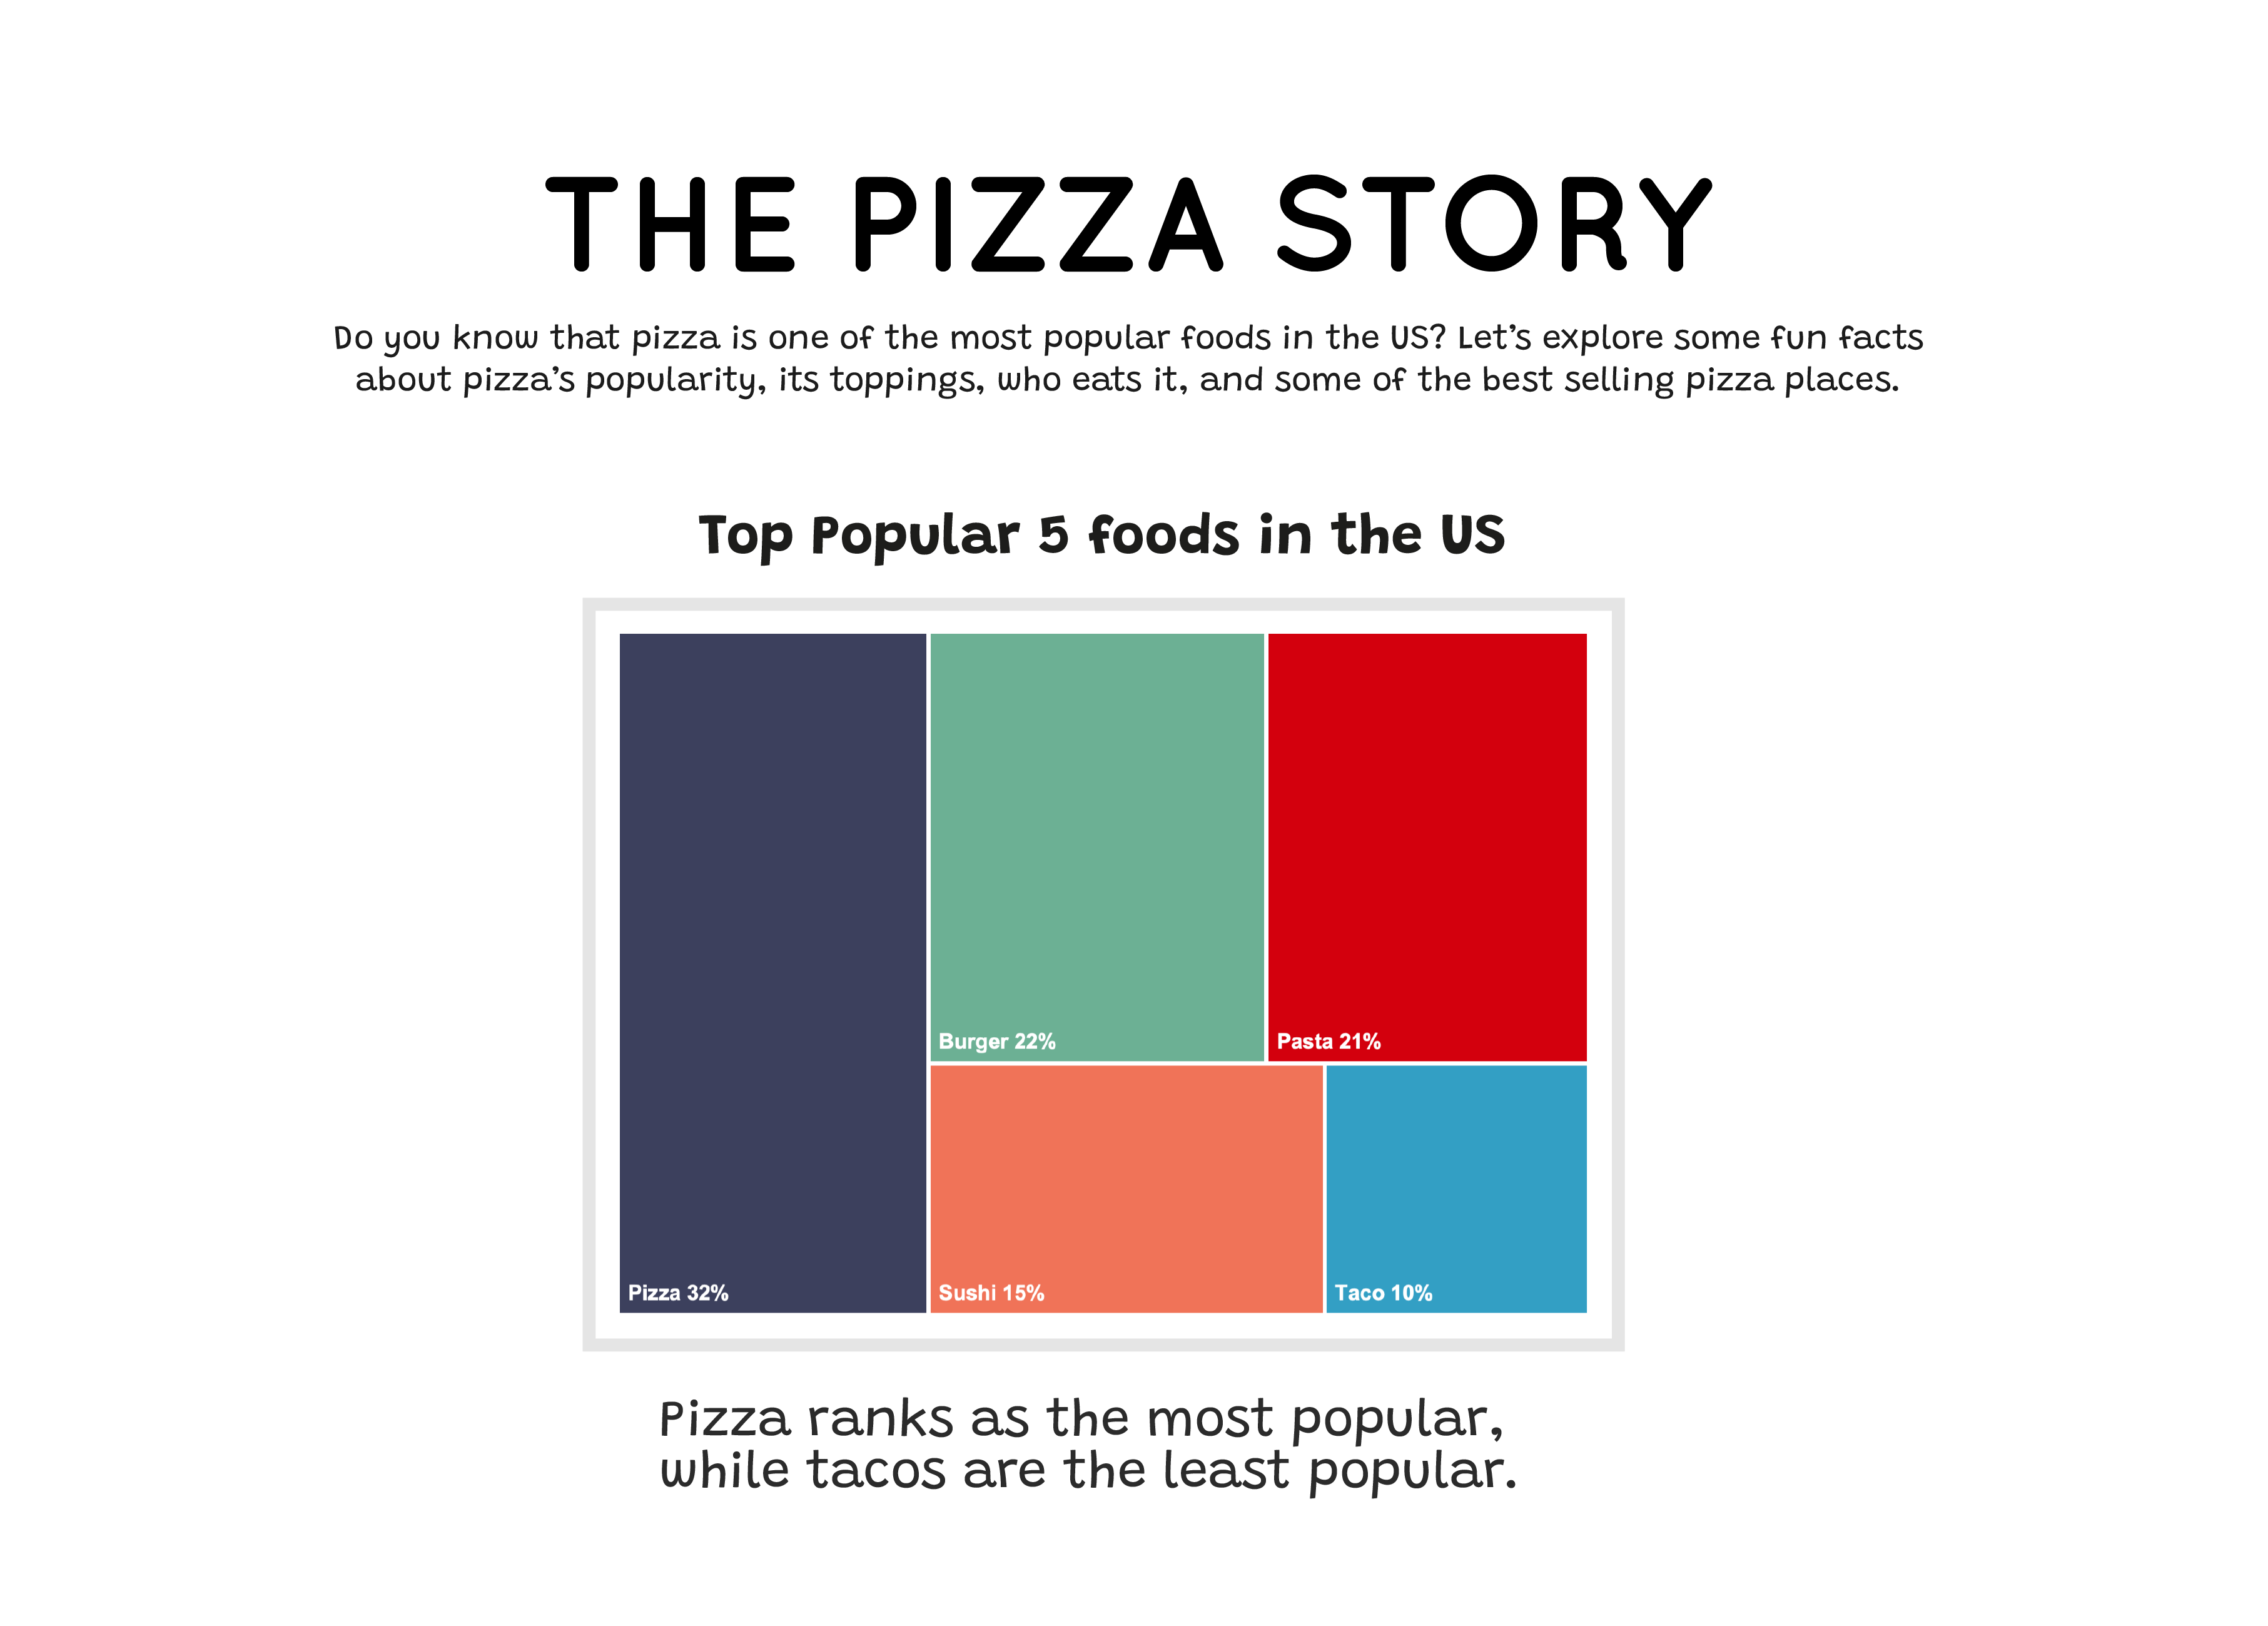 THE PIZZA STORY
Do you know that pizza is one of the most popular foods in the US? Let's explore some fun facts
about pizza's popularity, its toppings, who eats it, and some of the best selling pizza places.
Top Popular 5 foods in the US
Burger 22%
Pasta 21%
Pizza 32%
Sushi 15%
Taco 10%
Pizza ranks as the most popular,
while tacos are the least popular.